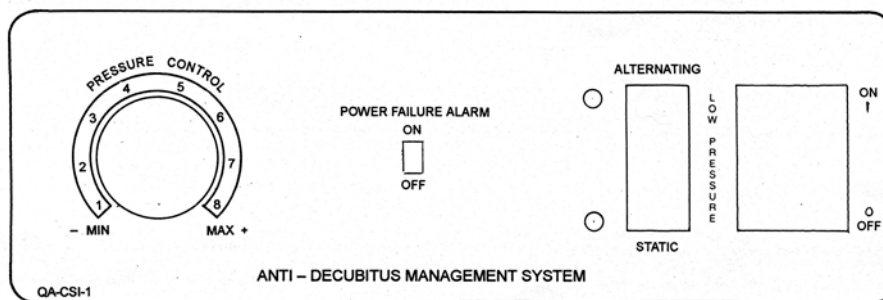 PRESSURE CONTROL
1
2
3
4
5
6
7
8
– MIN
MAX +
POWER FAILURE ALARM
ON
OFF
ALTERNATING
STATIC
LOW PRESSURE
ON
I
O
OFF
ANTI – DECUBITUS MANAGEMENT SYSTEM
QA-CSI-1